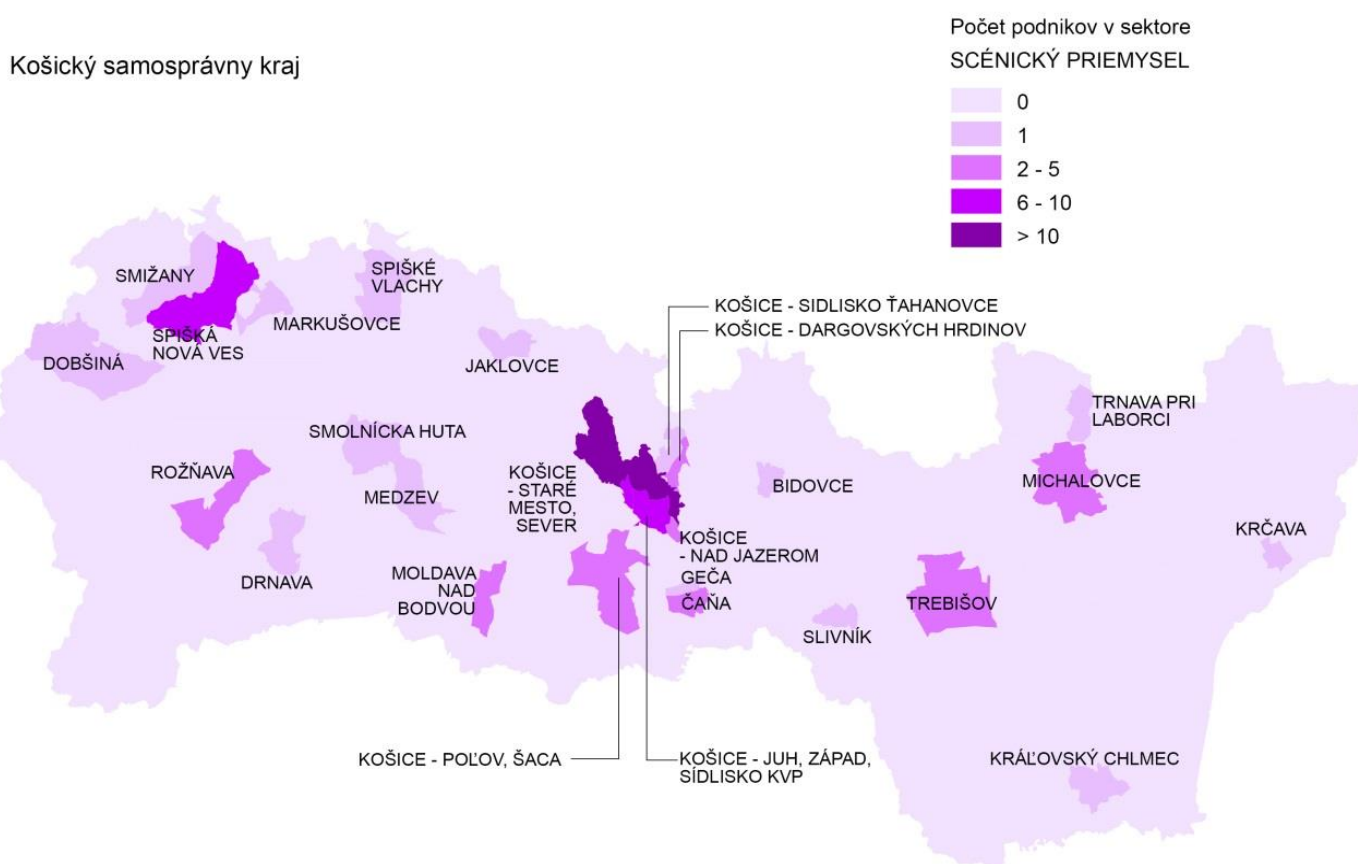 Košický samosprávny kraj
Počet podnikov v sektore
SCÉNICKÝ PRIEMYSEL
0
1
2 - 5
6 - 10
> 10
SMIŽANY
SPIŠSKÁ
NOVÁ VES
MARKUŠOVCE
SPIŠKÉ
VLACHY
DOBŠINÁ
JAKLOVCE
KOŠICE - SIDLISKO ŤAHANOVCE
KOŠICE - DARGOVSKÝCH HRDINOV
TRNAVA PRI
LABORCI
SMOLNÍCKA HUTA
ROŽŇAVA
MEDZEV
KOŠICE
- STARÉ
MESTO,
SEVER
BIDOVCE
MICHALOVCE
KRČAVA
DRNAVA
MOLDAVA
NAD
BODVOU
KOŠICE
- NAD JAZEROM
GEČA
ČAŇA
TREBIŠOV
SLIVNÍK
KOŠICE - POĽOV, ŠACA
KOŠICE - JUH, ZÁPAD,
SÍDLISKO KVP
KRÁĽOVSKÝ CHLMEC